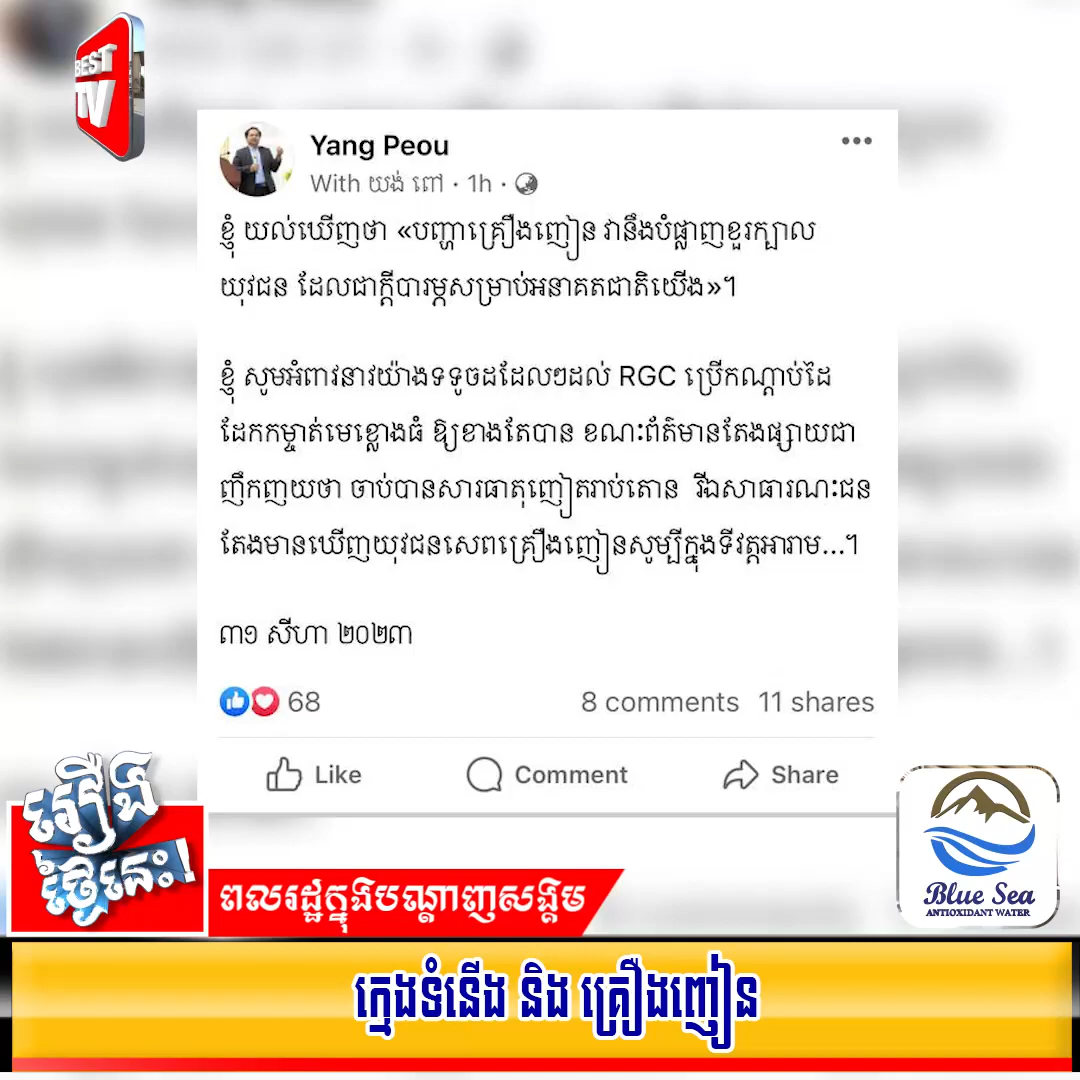 BEST
TV
Yang Peou
With យង់ ពៅ · 1h ·
ខ្ញុំ យល់ឃើញថា «បញ្ហាគ្រឿងញៀន វានឹងបំផ្លាញខួរក្បាល
យុវជន ដែលជាក្ដីបារម្ភសម្រាប់អនាគតជាតិយើង»។
ខ្ញុំ សូមអំពាវនាវយ៉ាងទទូចដដែលៗដល់ RGC ប្រើកណ្ដាប់ដៃ
ដែកកម្ចាត់មេខ្លោងធំ ឱ្យខាងតែបាន ខណៈព័ត៌មានតែងផ្សាយជា
ញឹកញយថា ចាប់បានសារធាតុញៀតរាប់តោន រីឯសាធារណៈជន
តែងមានឃើញយុវជនសេពគ្រឿងញៀនសូម្បីក្នុងទីវត្តអារាម...។
៣១ សីហា ២០២៣
68
8 comments 11 shares
Like Comment Share
រឿង
ថ្ងៃនេះ!
ពលរដ្ឋក្នុងបណ្ដាញសង្គម
Blue Sea
ANTIOXIDANT WATER
ក្មេងទំនើង និង គ្រឿងញៀន